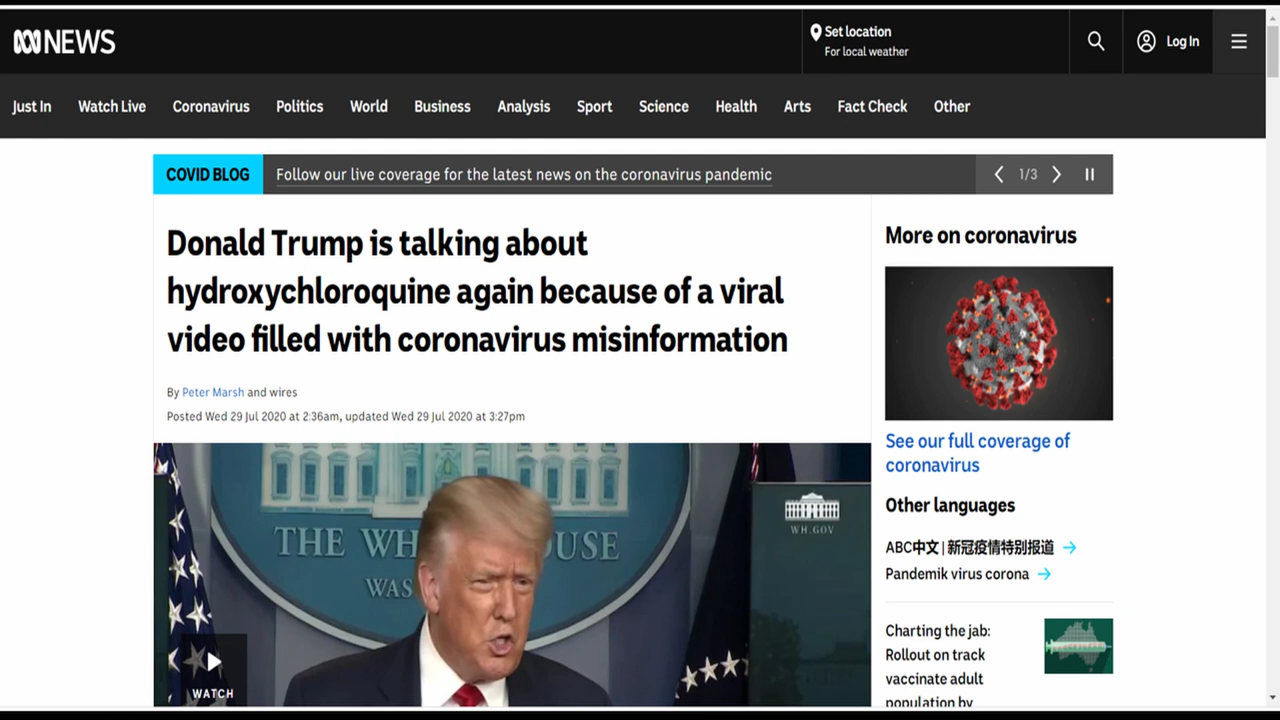 NEWS
Set location
For local weather
Log In
Just In Watch Live Coronavirus Politics World Business Analysis Sport Science Health Arts Fact Check Other
COVID BLOG Follow our live coverage for the latest news on the coronavirus pandemic 1/3
Donald Trump is talking about
hydroxychloroquine again because of a viral
video filled with coronavirus misinformation
By Peter Marsh and wires
Posted Wed 29 Jul 2020 at 2:36am, updated Wed 29 Jul 2020 at 3:27pm
THE WH OUSE
WAS
WH.GOV
WATCH
More on coronavirus
See our full coverage of
coronavirus
Other languages
ABC中文 | 新冠疫情特别报道
Pandemik virus corona
Charting the jab:
Rollout on track
vaccinate adult
population by